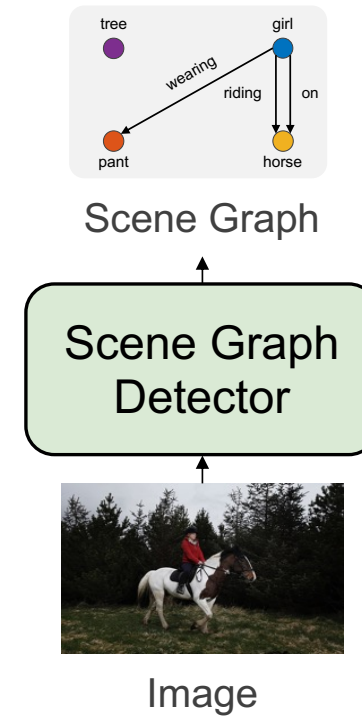 tree girl
wearing
riding on
pant horse
Scene Graph
Scene Graph
Detector
Image